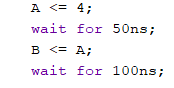 A <= 4;
wait for 50ns;
B <= A;
wait for 100ns;